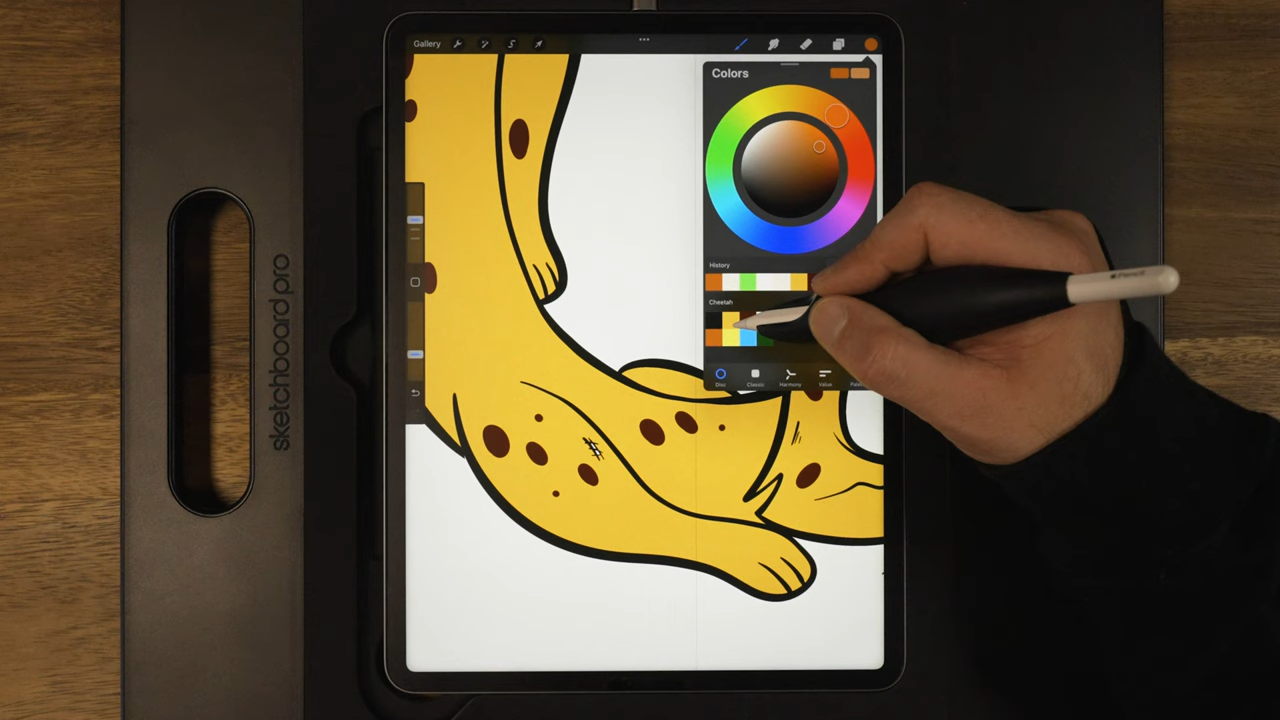 Gallery
Colors
History
Cheetah
Disc
Classic
Harmony
Value
sketchboard pro